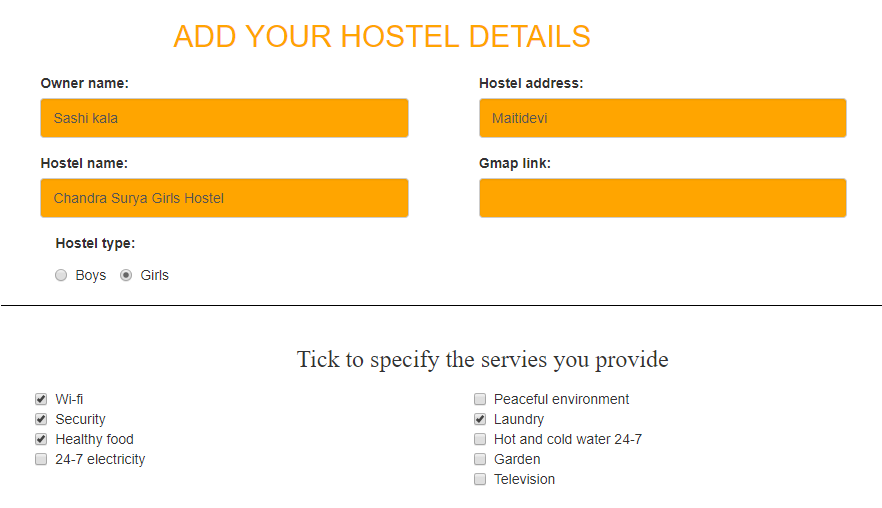 ADD YOUR HOSTEL DETAILS
Owner name:
Sashi kala
Hostel name:
Chandra Surya Girls Hostel
Hostel address:
Maitidevi
Gmap link:
Hostel type:
Boys Girls
Tick to specify the servies you provide
Wi-fi
Security
Healthy food
24-7 electricity
Peaceful environment
Laundry
Hot and cold water 24-7
Garden
Television